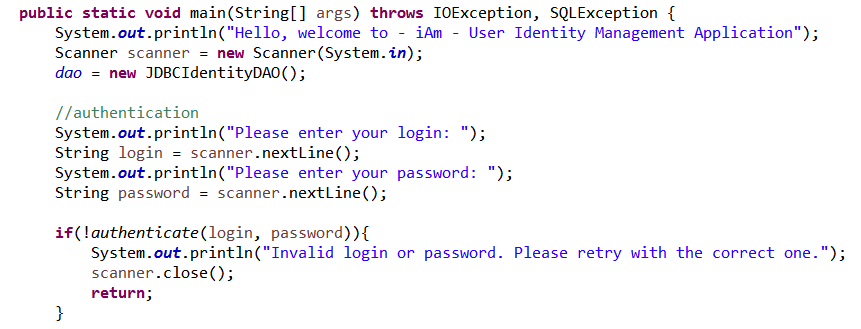 public static void main(String[] args) throws IOException, SQLException {
    System.out.println("Hello, welcome to - iAm - User Identity Management Application");
    Scanner scanner = new Scanner(System.in);
    dao = new JDBCIdentityDAO();

    //authentication
    System.out.println("Please enter your login: ");
    String login = scanner.nextLine();
    System.out.println("Please enter your password: ");
    String password = scanner.nextLine();

    if(!authenticate(login, password)){
        System.out.println("Invalid login or password. Please retry with the correct one.");
        scanner.close();
        return;
    }